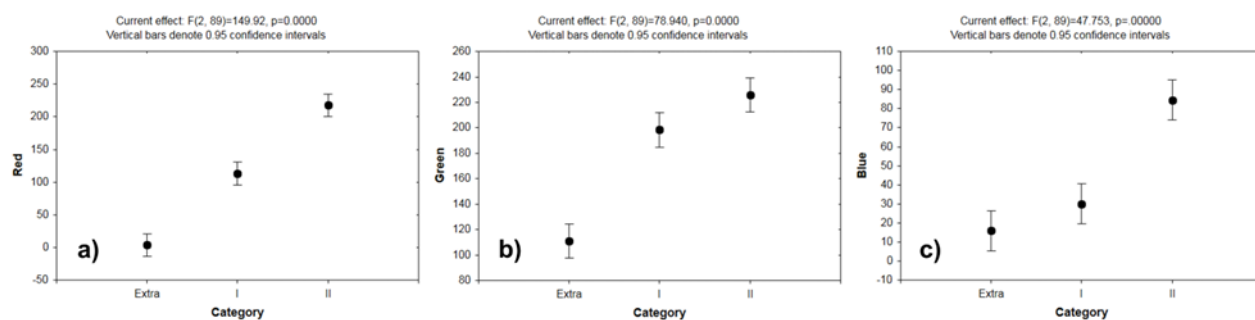 Current effect: F(2, 89)=149.92, p=0.0000
Vertical bars denote 0.95 confidence intervals
300
250
200
150
100
50
0
-50
Red
a)
Extra
I
II
Category
Current effect: F(2, 89)=78.940, p=0.0000
Vertical bars denote 0.95 confidence intervals
260
240
220
200
180
160
140
120
100
80
Green
b)
Extra
I
II
Category
Current effect: F(2, 89)=47.753, p=.00000
Vertical bars denote 0.95 confidence intervals
110
100
90
80
70
60
50
40
30
20
10
0
-10
Blue
c)
Extra
I
II
Category